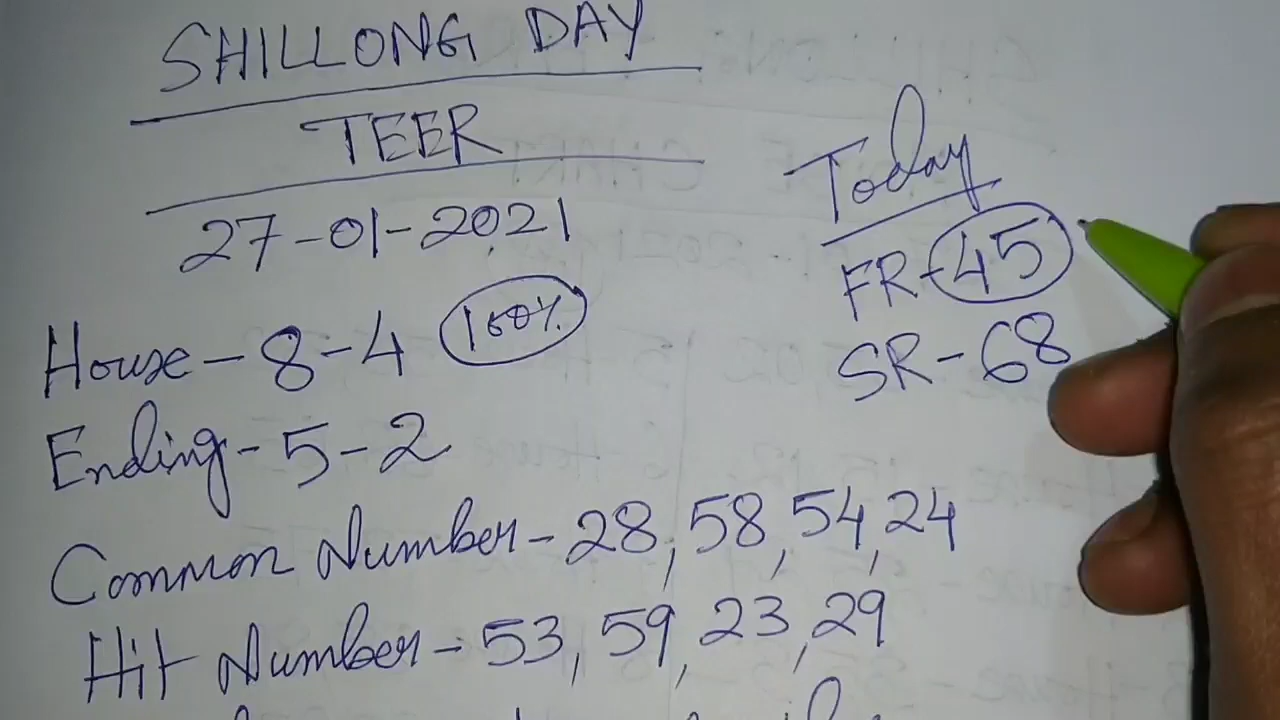 SHILLONG DAY
TEER
27-01-2021
House - 8-4 100%
Ending - 5-2
Common Number - 28, 58, 54, 24
Hit Number - 53, 59, 23, 29
Today
FR - 45
SR - 68